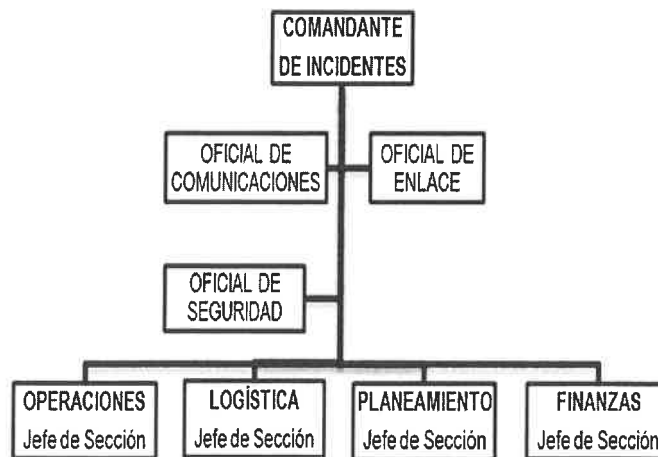 COMANDANTE
DE INCIDENTES
OFICIAL DE
COMUNICACIONES
OFICIAL DE
ENLACE
OFICIAL DE
SEGURIDAD
OPERACIONES
Jefe de Sección
LOGÍSTICA
Jefe de Sección
PLANEAMIENTO
Jefe de Sección
FINANZAS
Jefe de Sección